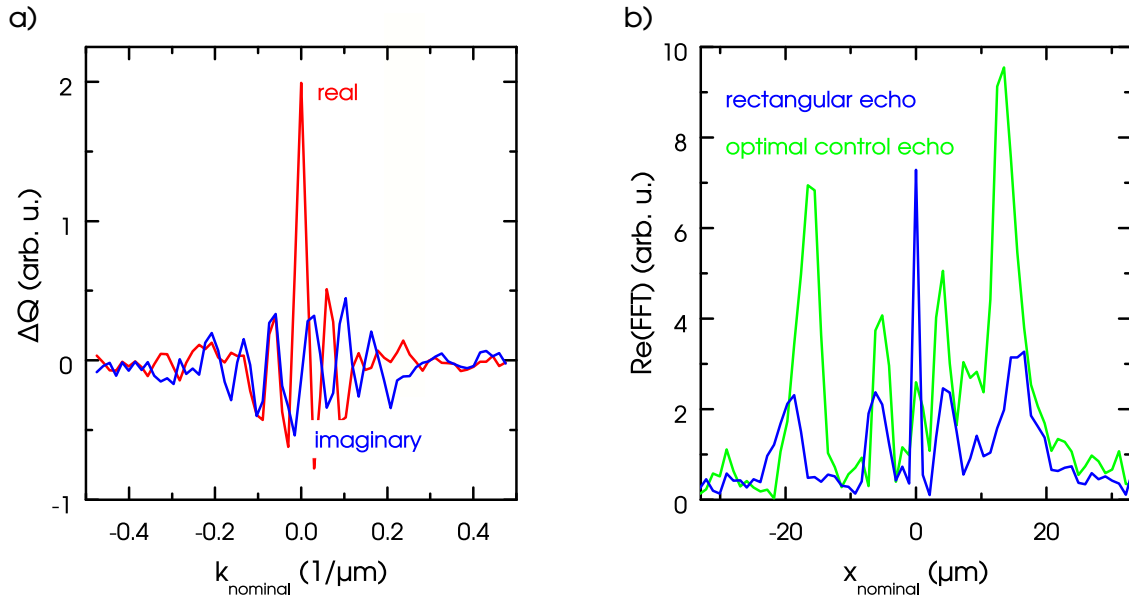 a)
2
1
0
-1
ΔQ (arb. u.)
real
imaginary
-0.4 -0.2 0.0 0.2 0.4
k_nominal (1/μm)
b)
10
8
6
4
2
0
Re(FFT) (arb. u.)
rectangular echo
optimal control echo
-20 0 20
x_nominal (μm)